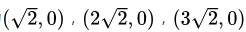 (√2, 0) , (2√2, 0) , (3√2, 0)